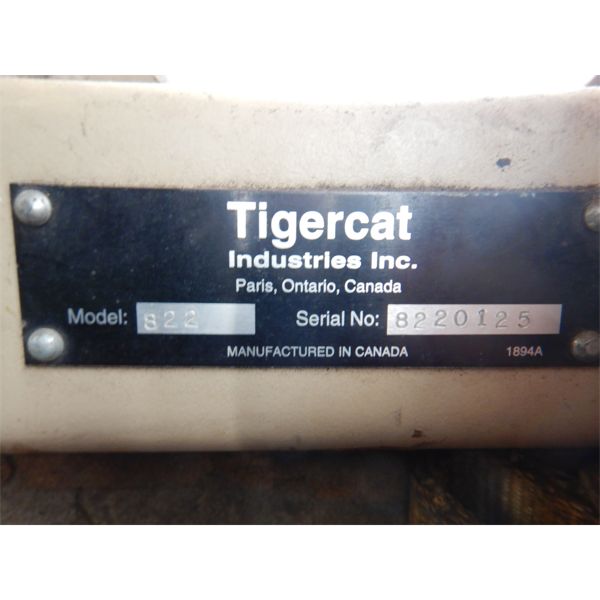 Tigercat
Industries Inc.
Paris, Ontario, Canada
Model: 822 Serial No: 8220125
MANUFACTURED IN CANADA 1894A